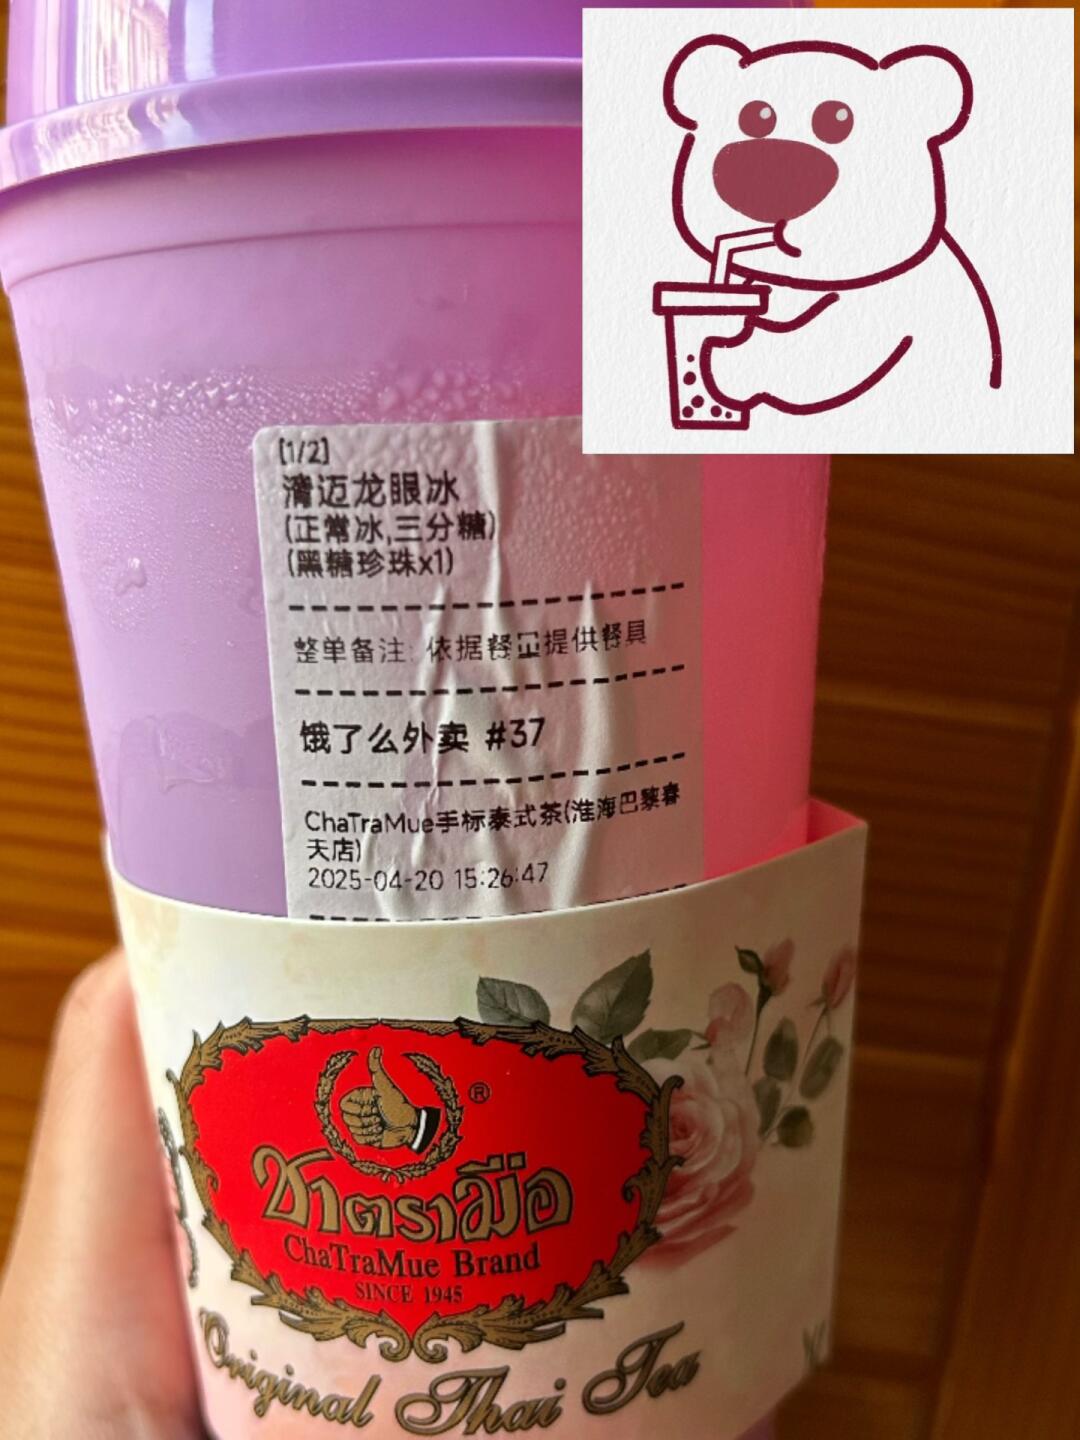 [1/2]
清迈龙眼冰
(正常冰,三分糖)
(黑糖珍珠x1)
整单备注: 依据餐量提供餐具
饿了么外卖 #37
ChaTraMue手标泰式茶(淮海巴黎春
天店)
2025-04-20 15:26:47
®
ชาตรามือ
ChaTraMue Brand
SINCE 1945
Original Thai Tea